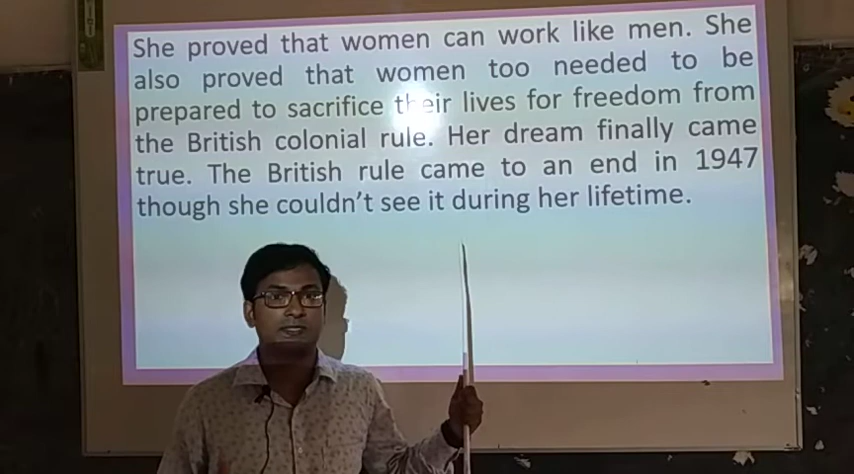 She proved that women can work like men. She
also proved that women too needed to be
prepared to sacrifice their lives for freedom from
the British colonial rule. Her dream finally came
true. The British rule came to an end in 1947
though she couldn't see it during her lifetime.